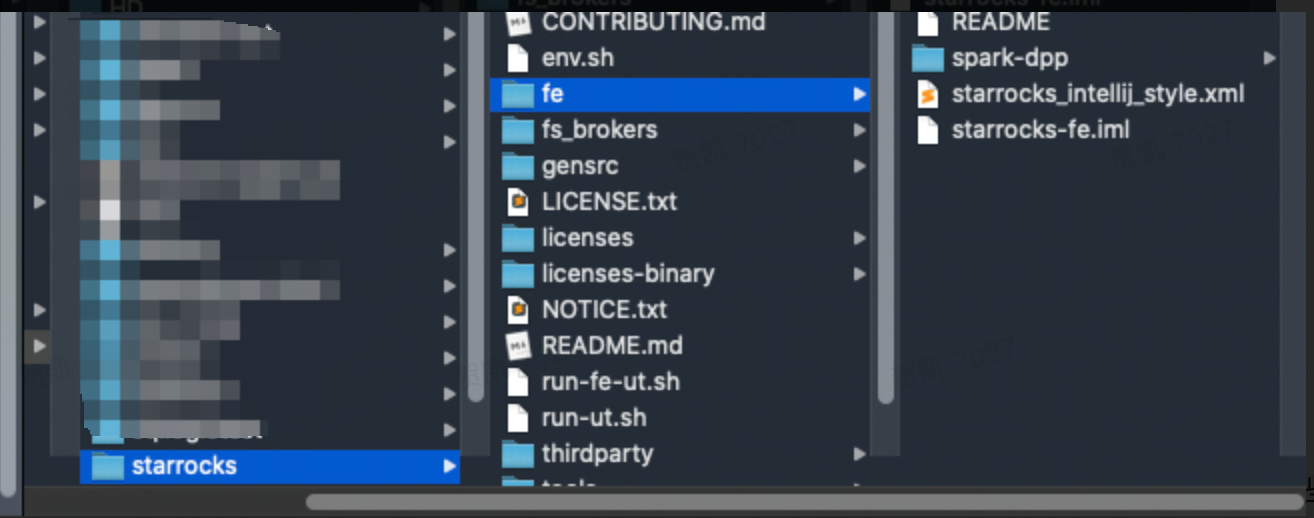 starrocks
CONTRIBUTING.md
env.sh
fe
fs_brokers
gensrc
LICENSE.txt
licenses
licenses-binary
NOTICE.txt
README.md
run-fe-ut.sh
run-ut.sh
thirdparty
README
spark-dpp
starrocks_intellij_style.xml
starrocks-fe.iml